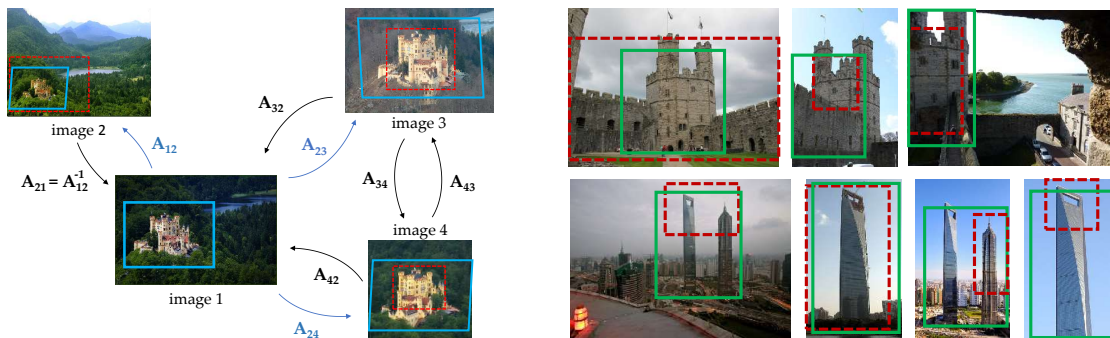 image 2
A₁₂
A₂₁ = A₁₂⁻¹
image 1
A₃₂
A₂₃
image 3
A₃₄
A₄₃
image 4
A₄₂
A₂₄